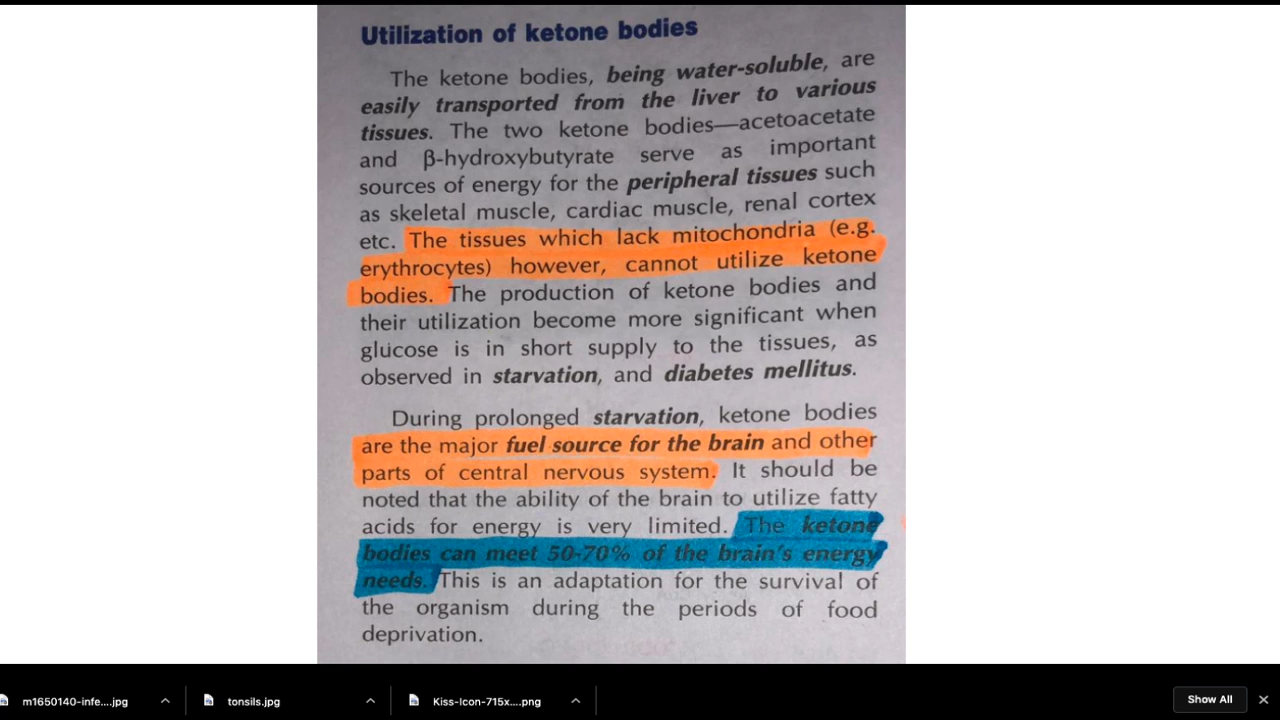 Utilization of ketone bodies
The ketone bodies, being water-soluble, are
easily transported from the liver to various
tissues. The two ketone bodies—acetoacetate
and β-hydroxybutyrate serve as important
sources of energy for the peripheral tissues such
as skeletal muscle, cardiac muscle, renal cortex
etc. The tissues which lack mitochondria (e.g.
erythrocytes) however, cannot utilize ketone
bodies. The production of ketone bodies and
their utilization become more significant when
glucose is in short supply to the tissues, as
observed in starvation, and diabetes mellitus.
During prolonged starvation, ketone bodies
are the major fuel source for the brain and other
parts of central nervous system. It should be
noted that the ability of the brain to utilize fatty
acids for energy is very limited. The ketone
bodies can meet 50-70% of the brain's energy
needs. This is an adaptation for the survival of
the organism during the periods of food
deprivation.
m1650140-infe....jpg
tonsils.jpg
Kiss-Icon-715x....png
Show All